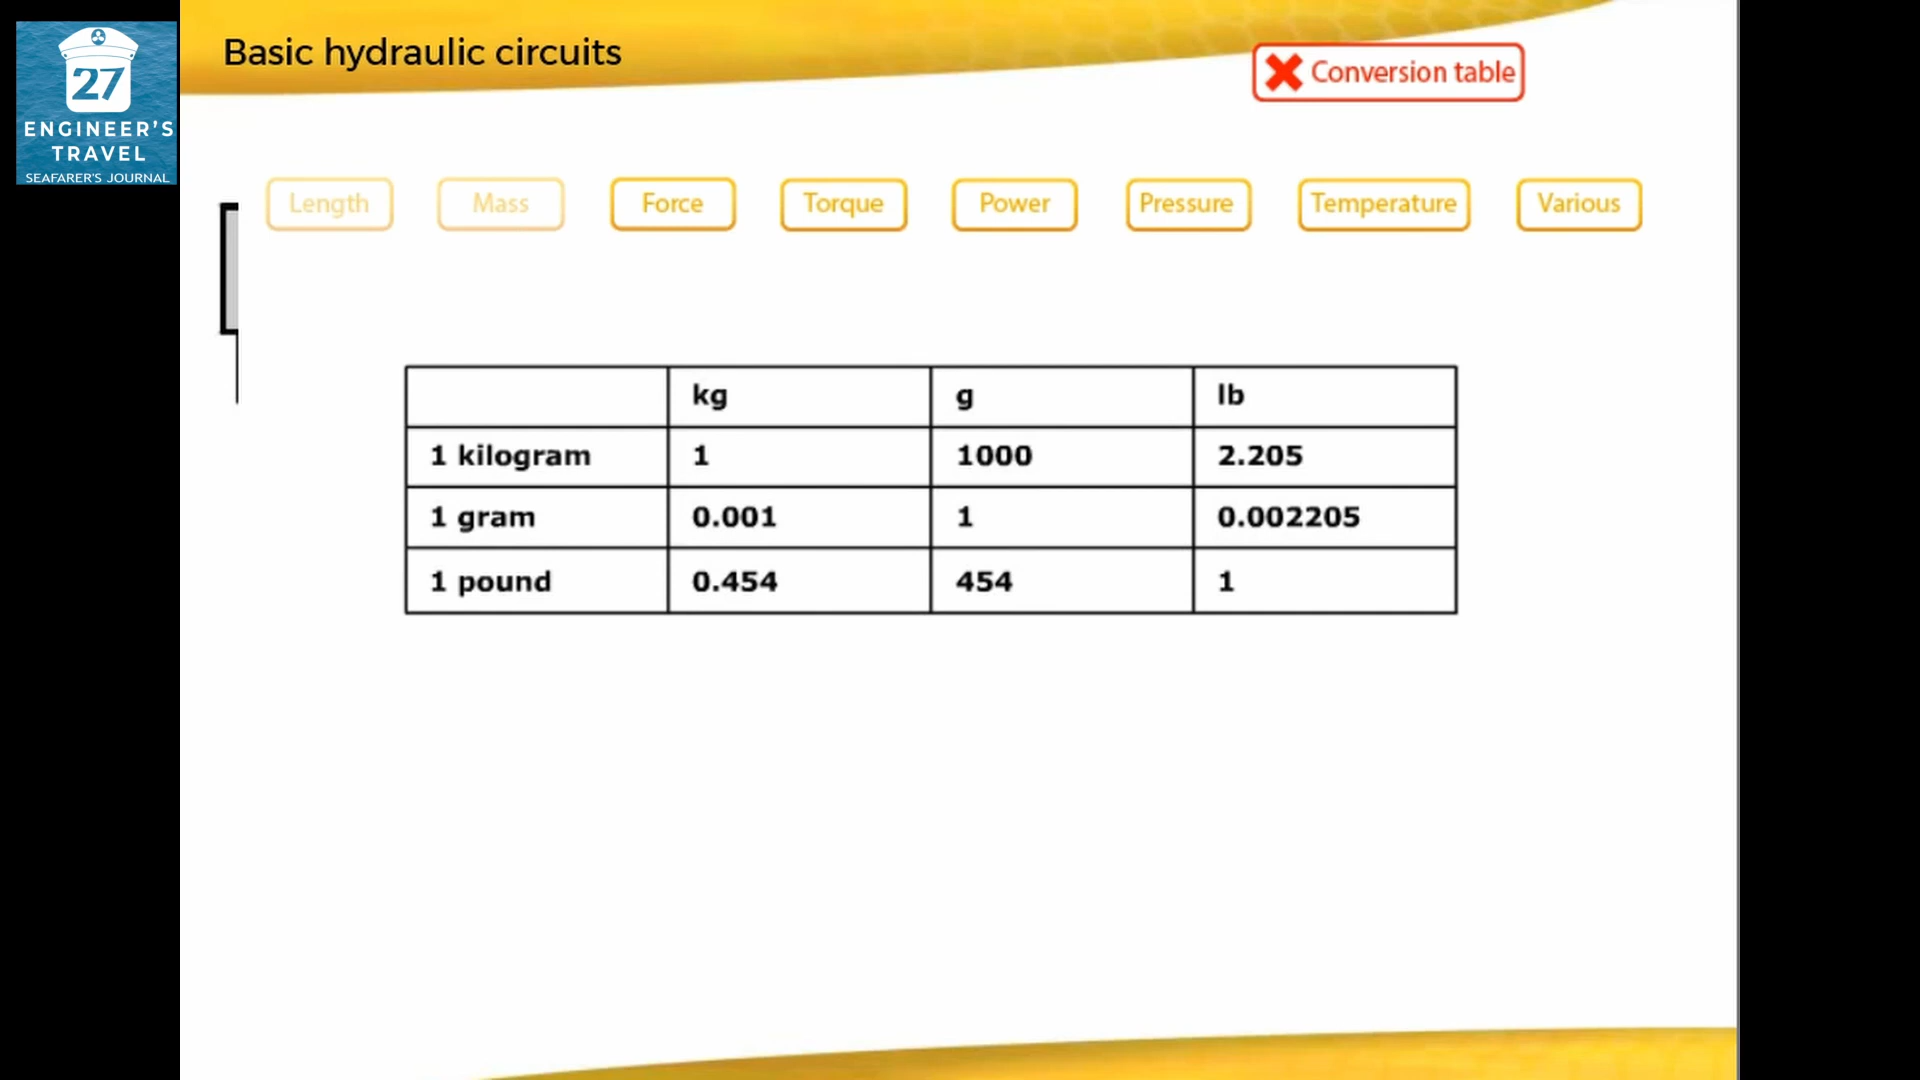 27
ENGINEER'S
TRAVEL
SEAFARER'S JOURNAL
Basic hydraulic circuits
Conversion table
Length Mass Force Torque Power Pressure Temperature Various
kg g lb
1 kilogram 1 1000 2.205
1 gram 0.001 1 0.002205
1 pound 0.454 454 1